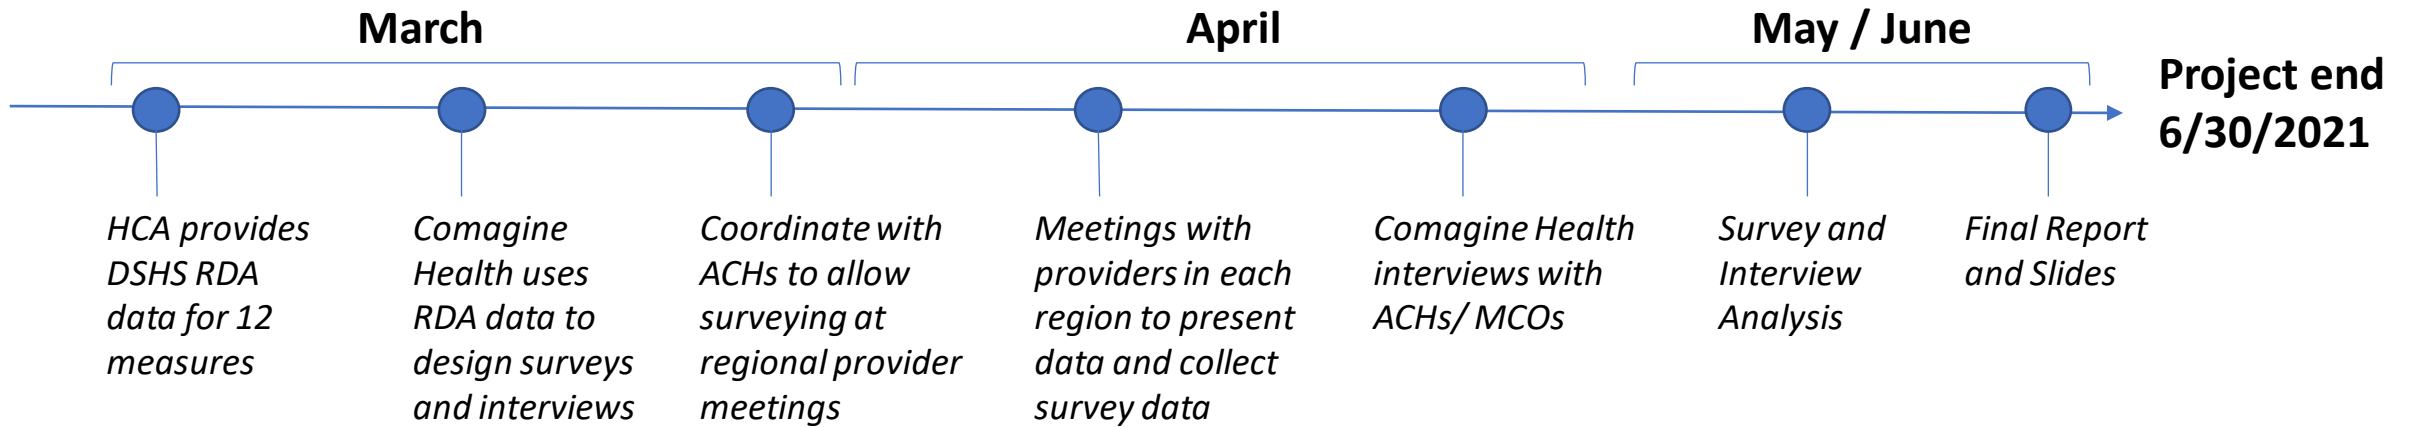 March
April
May / June
Project end
6/30/2021
HCA provides
DSHS RDA
data for 12
measures
Comagine
Health uses
RDA data to
design surveys
and interviews
Coordinate with
ACHs to allow
surveying at
regional provider
meetings
Meetings with
providers in each
region to present
data and collect
survey data
Comagine Health
interviews with
ACHs/ MCOs
Survey and
Interview
Analysis
Final Report
and Slides